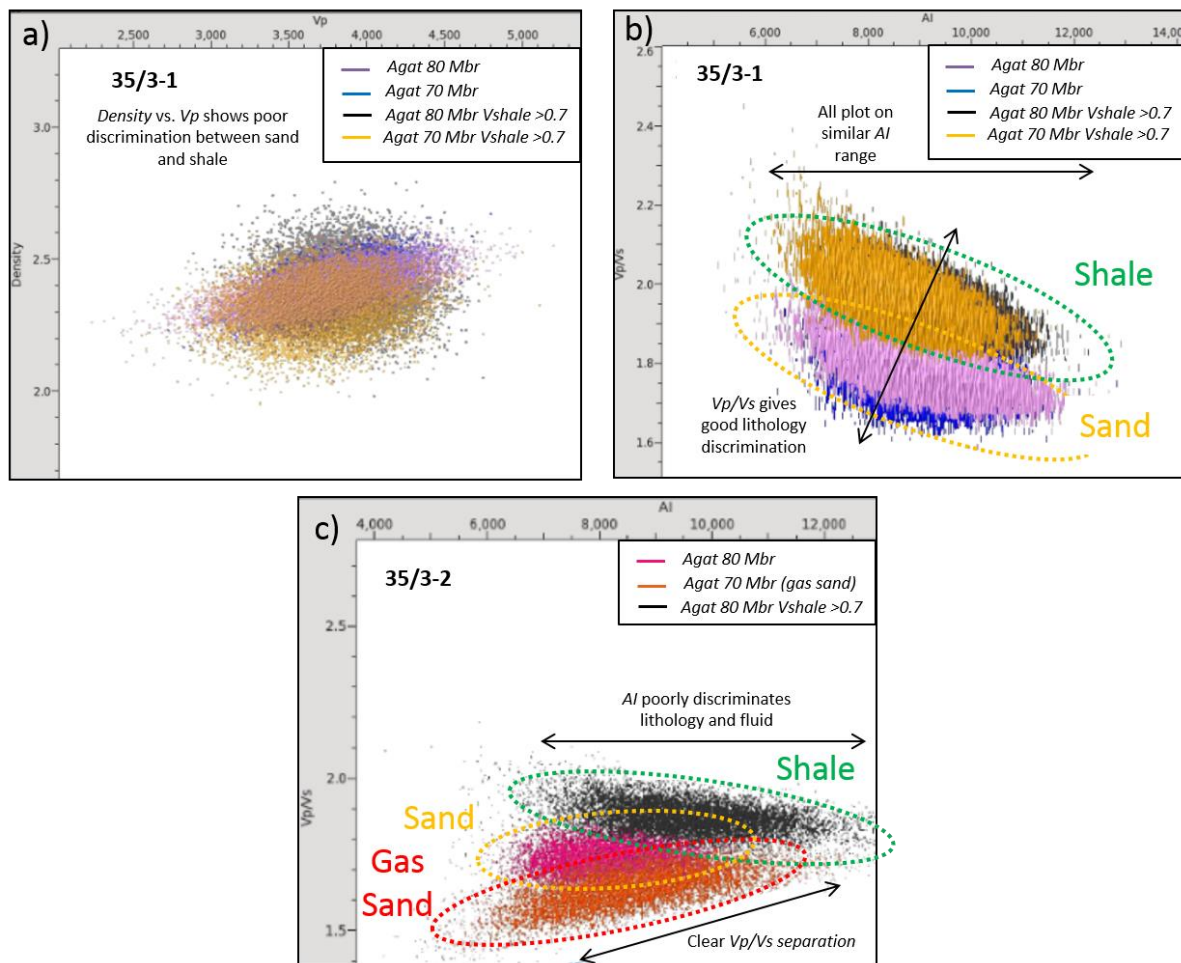 a)
Vp
2,500 3,000 3,500 4,000 4,500 5,000
35/3-1
Density vs. Vp shows poor
discrimination between sand
and shale
Agat 80 Mbr
Agat 70 Mbr
Agat 80 Mbr Vshale >0.7
Agat 70 Mbr Vshale >0.7
3.0
2.5
2.0
Density
b)
AI
6,000 8,000 10,000 12,000 14,00
35/3-1
Agat 80 Mbr
Agat 70 Mbr
Agat 80 Mbr Vshale >0.7
Agat 70 Mbr Vshale >0.7
All plot on
similar AI
range
2.6
2.4
2.2
2.0
1.8
1.6
Vp/Vs
Shale
Sand
Vp/Vs gives
good lithology
discrimination
c)
AI
4,000 6,000 8,000 10,000 12,000
35/3-2
Agat 80 Mbr
Agat 70 Mbr (gas sand)
Agat 80 Mbr Vshale >0.7
AI poorly discriminates
lithology and fluid
2.5
2.0
1.5
Vp/Vs
Shale
Sand
Gas
Sand
Clear Vp/Vs separation